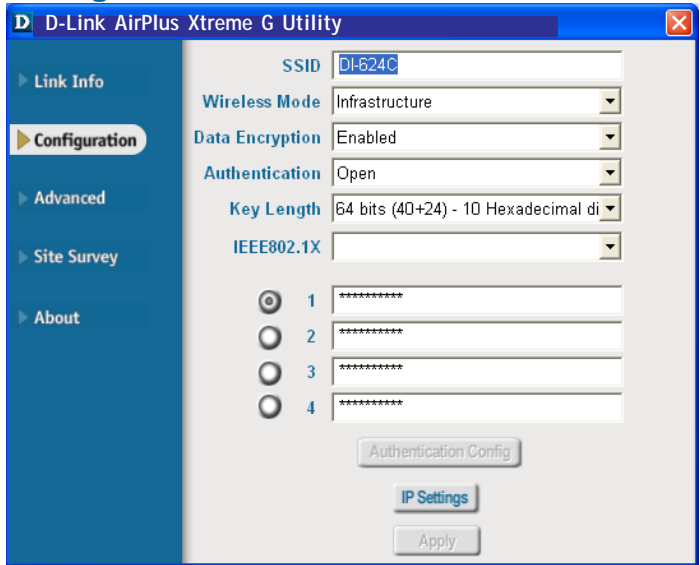 D D-Link AirPlus Xtreme G Utility
Link Info
Configuration
Advanced
Site Survey
About
SSID DI-624C
Wireless Mode Infrastructure
Data Encryption Enabled
Authentication Open
Key Length 64 bits (40+24) - 10 Hexadecimal di
IEEE802.1X
1 **********
2 **********
3 **********
4 **********
Authentication Config
IP Settings
Apply